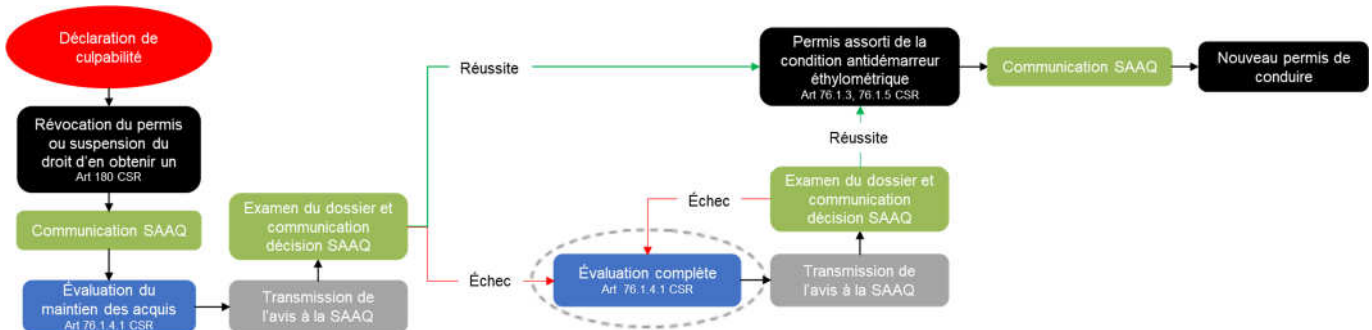 Déclaration de
culpabilité
Révocation du permis
ou suspension du
droit d'en obtenir un
Art 180 CSR
Communication SAAQ
Évaluation du
maintien des acquis
Art 76.1.4.1 CSR
Transmission de
l'avis à la SAAQ
Examen du dossier et
communication
décision SAAQ
Réussite
Échec
Évaluation complète
Art 76.1.4.1 CSR
Transmission de
l'avis à la SAAQ
Examen du dossier et
communication
décision SAAQ
Échec
Réussite
Permis assorti de la
condition antidémarreur
éthylométrique
Art 76.1.3, 76.1.5 CSR
Communication SAAQ
Nouveau permis de
conduire